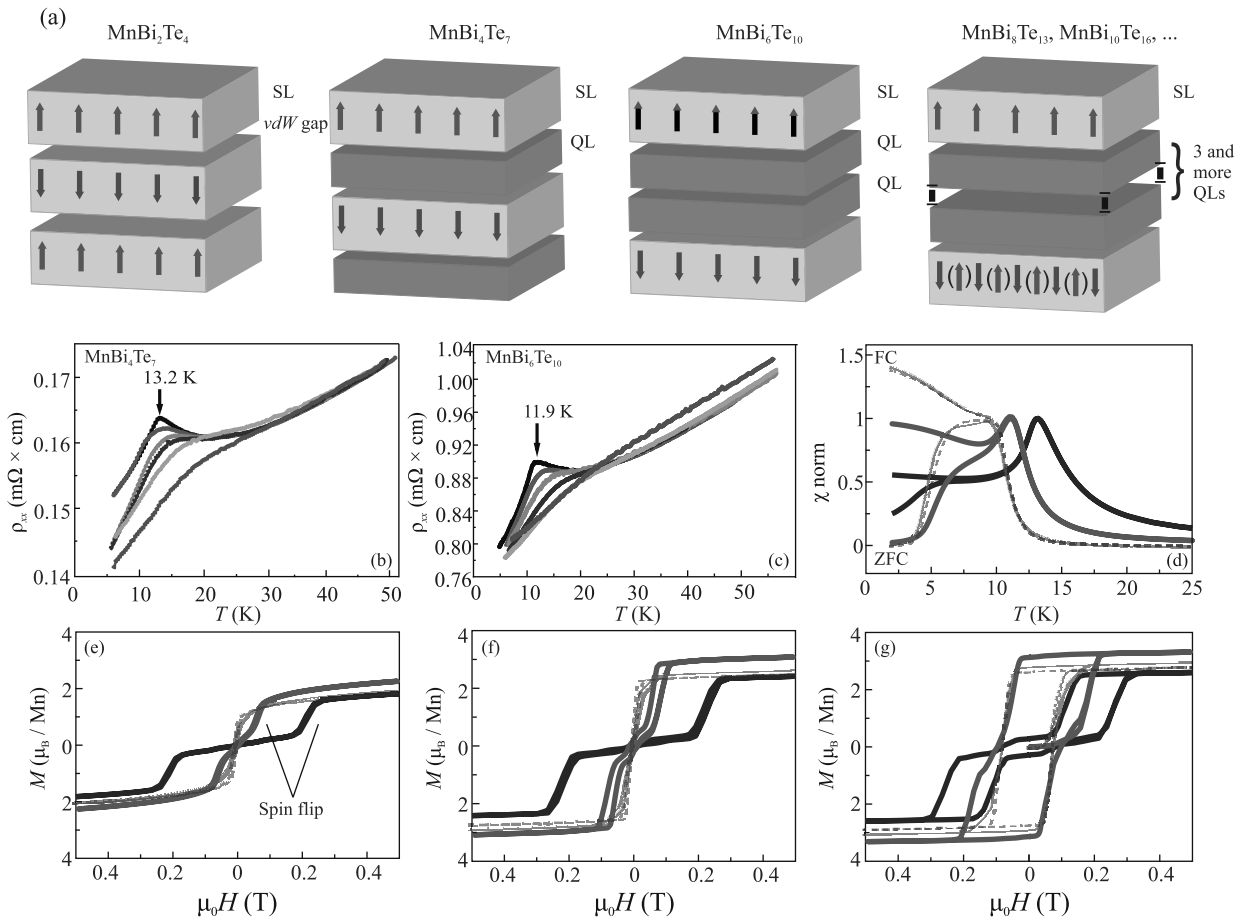 (a)
MnBi₂Te₄ MnBi₄Te₇ MnBi₆Te₁₀ MnBi₈Te₁₃, MnBi₁₀Te₁₆, ...
SL SL SL SL
vdW gap
QL QL
QL
3 and
more
QLs
( ) ( ) ( ) ( )
MnBi₄Te₇
13.2 K
0.17
0.16
0.15
0.14
ρxx (mΩ × cm)
(b)
0 10 20 30 40 50
T (K)
MnBi₆Te₁₀
11.9 K
1.04
1.00
0.96
0.92
0.88
0.84
0.80
0.76
ρxx (mΩ × cm)
(c)
0 10 20 30 40 50
T (K)
FC
1.5
1.0
0.5
0
χ norm
ZFC
(d)
0 5 10 15 20 25
T (K)
(e)
4
2
0
2
4
M (μB / Mn)
Spin flip
0.4 0.2 0 0.2 0.4
μ₀H (T)
(f)
4
2
0
2
4
M (μB / Mn)
0.4 0.2 0 0.2 0.4
μ₀H (T)
(g)
4
2
0
2
4
M (μB / Mn)
0.4 0.2 0 0.2 0.4
μ₀H (T)